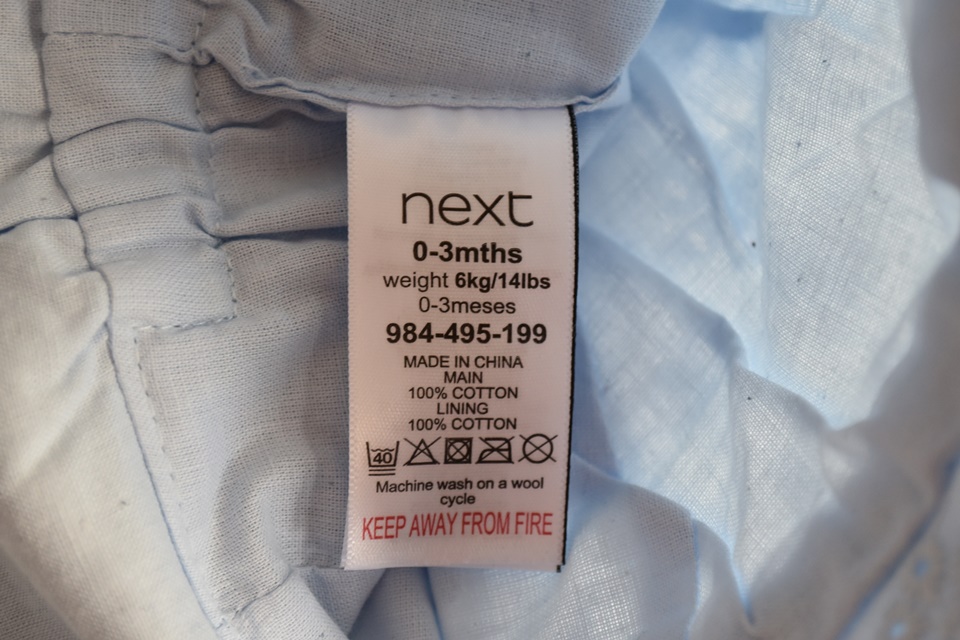 next
0-3mths
weight 6kg/14lbs
0-3meses
984-495-199
MADE IN CHINA
MAIN
100% COTTON
LINING
100% COTTON
40
Machine wash on a wool
cycle
KEEP AWAY FROM FIRE